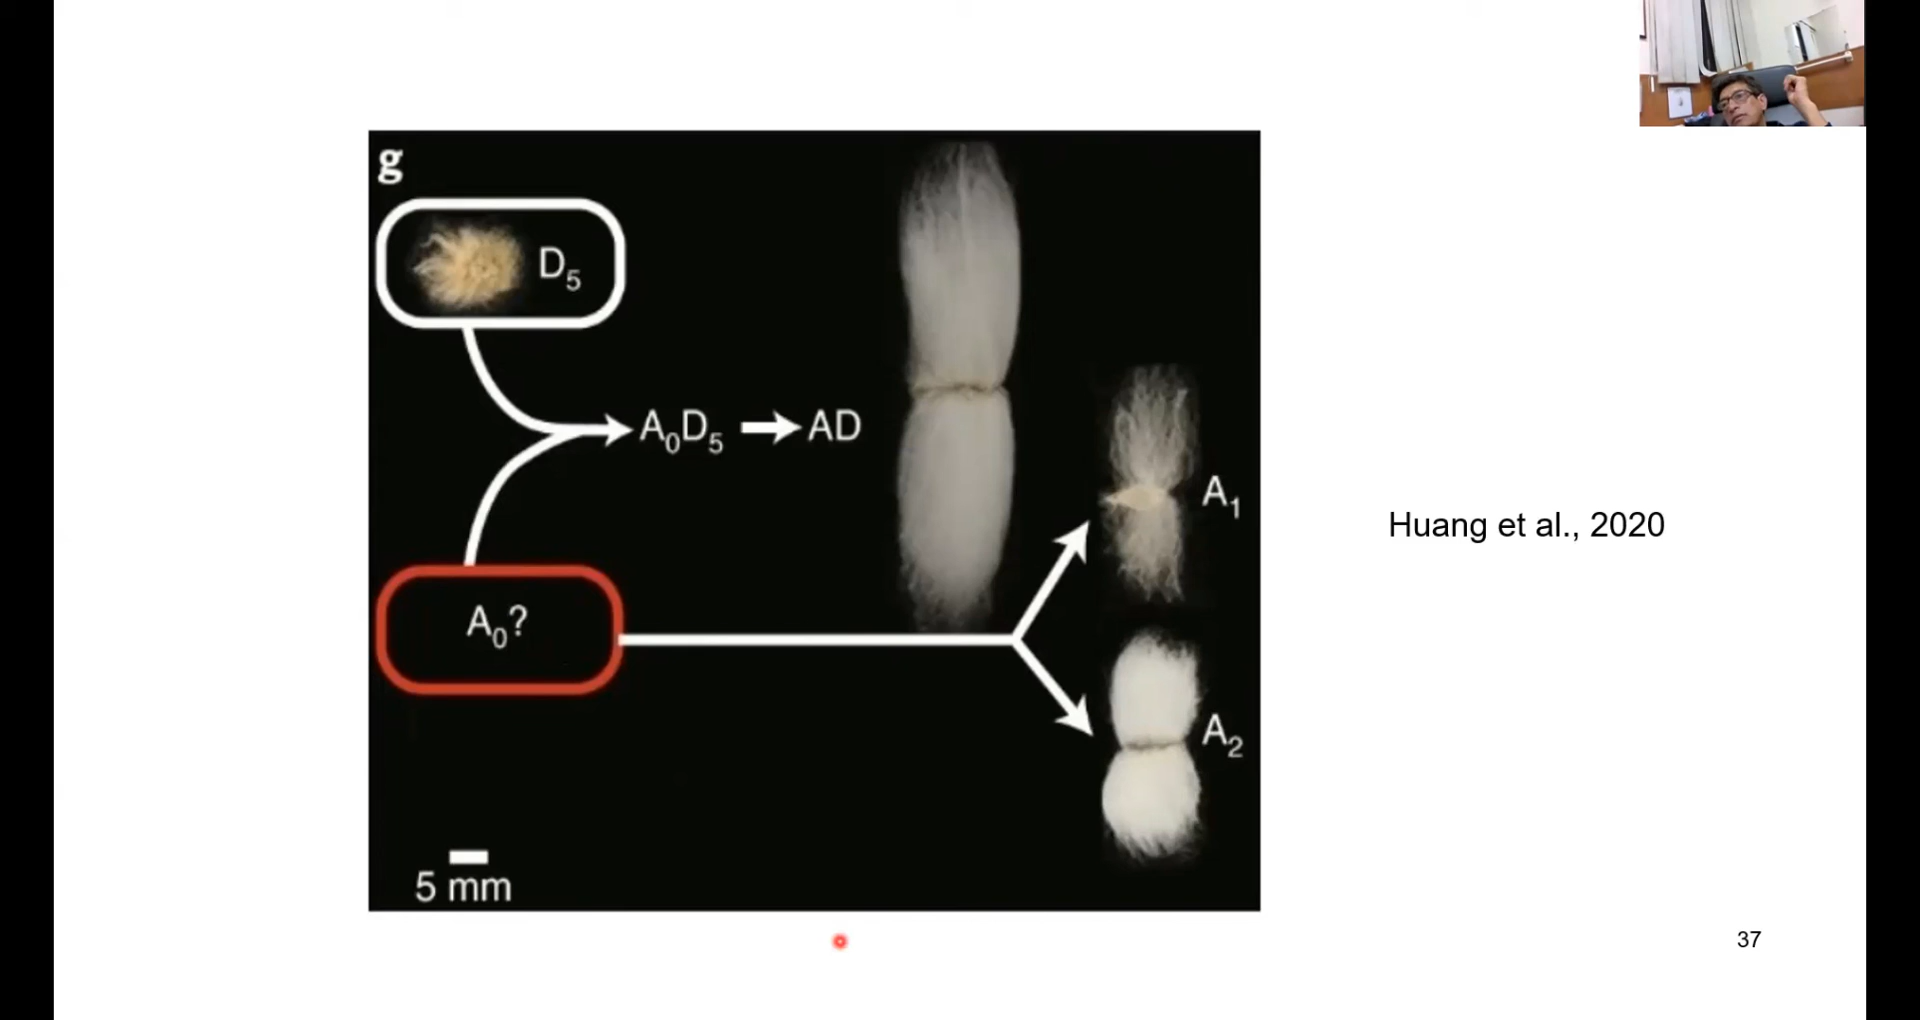 g
D₅
A₀D₅ → AD
A₁
A₀?
A₂
5 mm
Huang et al., 2020
37